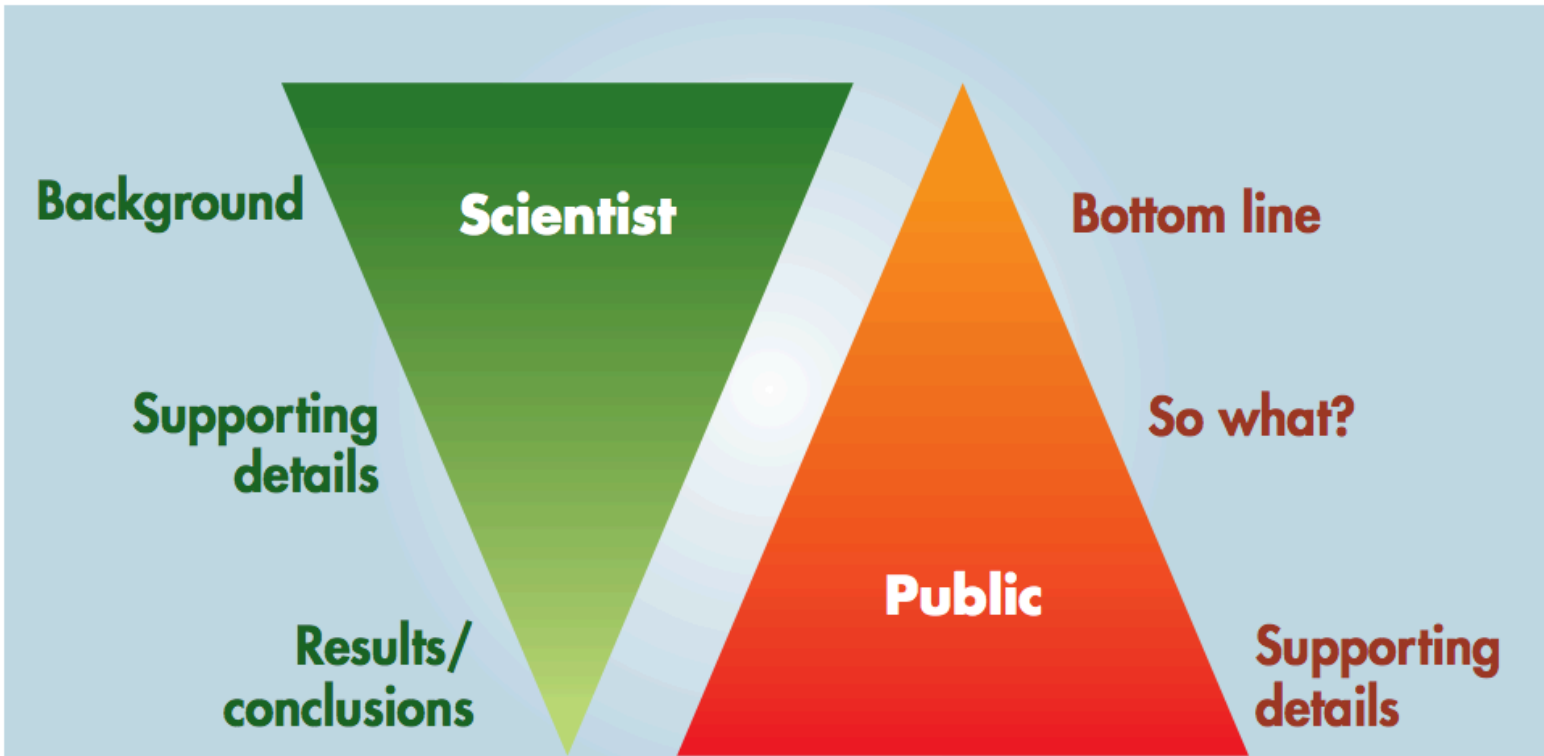 Background
Scientist
Supporting
details
Results/
conclusions
Bottom line
So what?
Public
Supporting
details